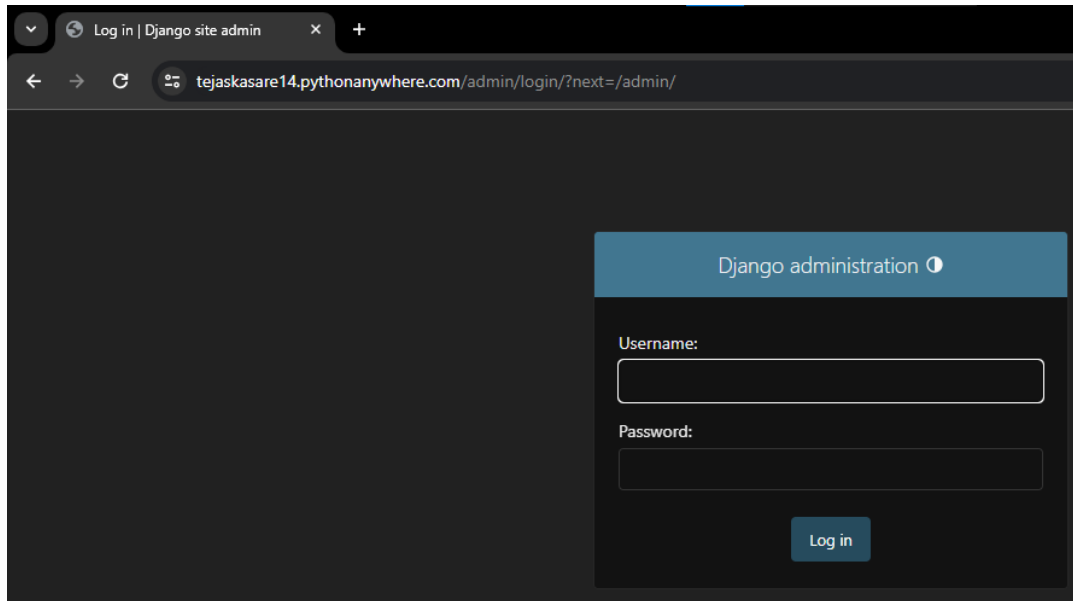 Log in | Django site admin
tejaskasare14.pythonanywhere.com/admin/login/?next=/admin/
Django administration
Username:
Password:
Log in